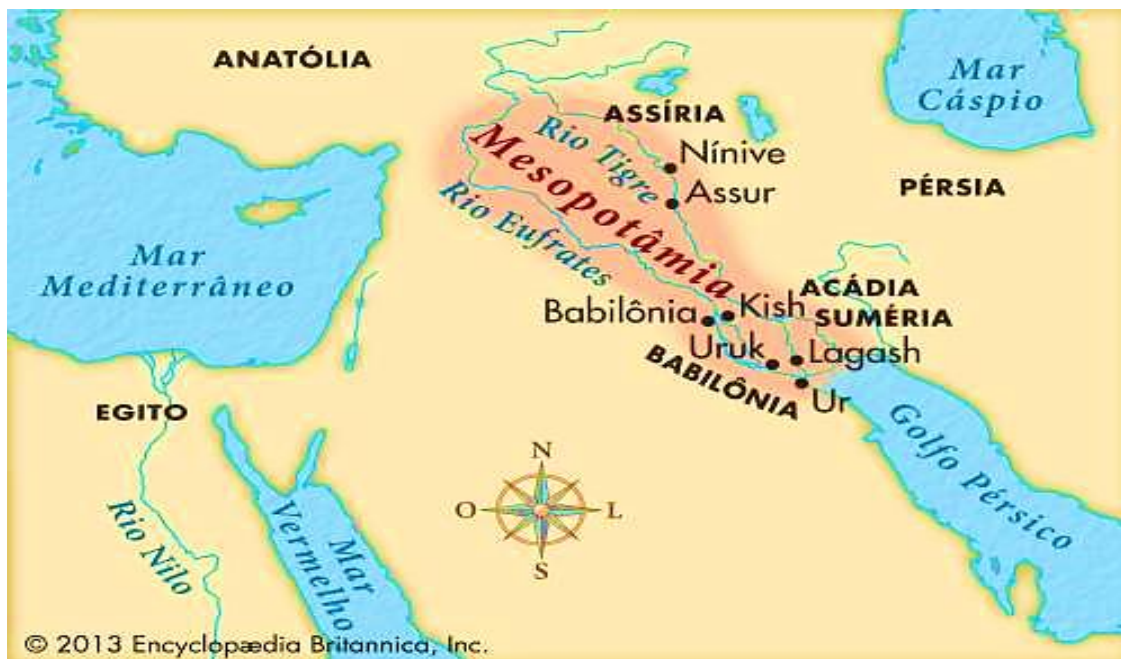 ANATÓLIA
Mar
Cáspio
ASSÍRIA
Rio Tigre
Nínive
Mesopotâmia
PÉRSIA
Assur
Rio Eufrates
Mar
Mediterrâneo
ACÁDIA
Kish
SUMÉRIA
Babilônia
Uruk
Lagash
BABILÔNIA
Ur
EGITO
Golfo Pérsico
N
O
L
S
Rio Nilo
Mar
Vermelho
© 2013 Encyclopædia Britannica, Inc.